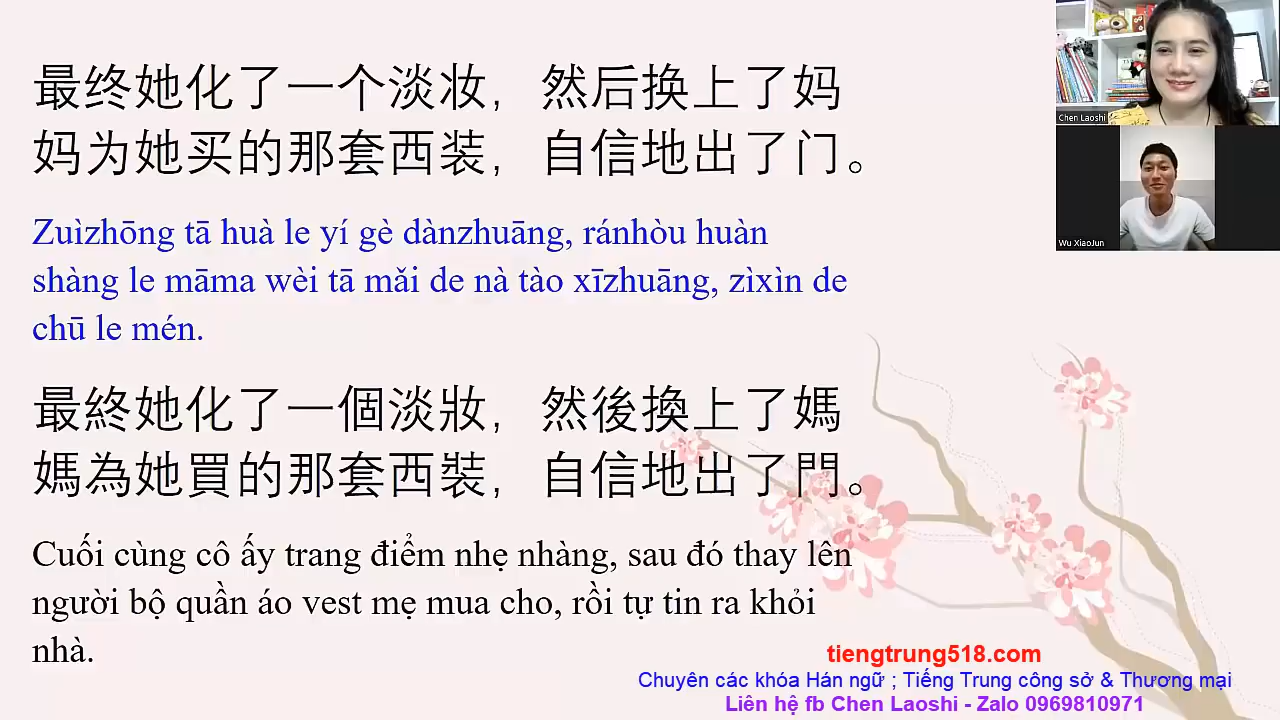 最终她化了一个淡妆，然后换上了妈
妈为她买的那套西装，自信地出了门。
Zuìzhōng tā huà le yí gè dànzhuāng, ránhòu huàn
shàng le māma wèi tā mǎi de nà tào xīzhuāng, zìxìn de
chū le mén.
最終她化了一個淡妝，然後換上了媽
媽為她買的那套西裝，自信地出了門。
Cuối cùng cô ấy trang điểm nhẹ nhàng, sau đó thay lên
người bộ quần áo vest mẹ mua cho, rồi tự tin ra khỏi
nhà.
Chen Laoshi
Wu XiaoJun
tiengtrung518.com
Chuyên các khóa Hán ngữ ; Tiếng Trung công sở & Thương mại
Liên hệ fb Chen Laoshi - Zalo 0969810971